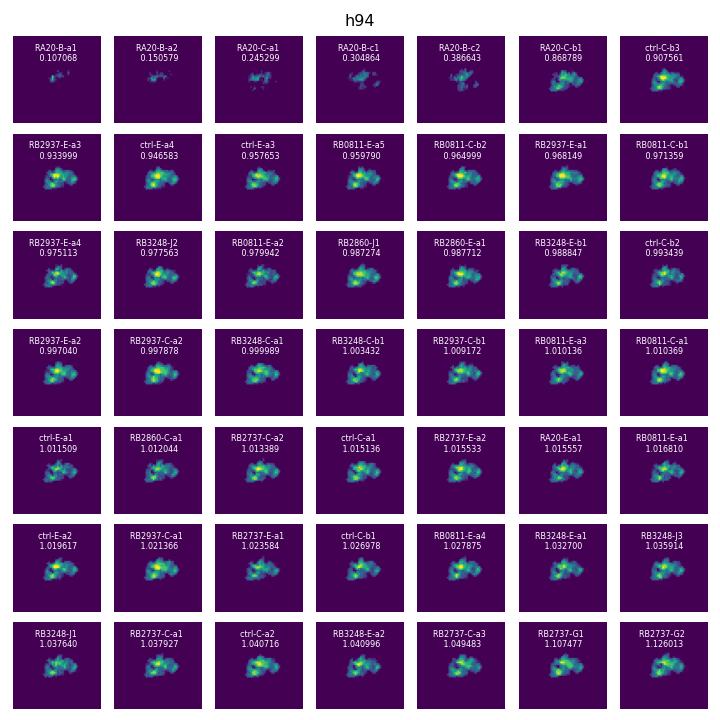 h94
RA20-B-a1
0.107068
RA20-B-a2
0.150579
RA20-C-a1
0.245299
RA20-B-c1
0.304864
RA20-B-c2
0.386643
RA20-C-b1
0.868789
ctrl-C-b3
0.907561
RB2937-E-a3
0.933999
ctrl-E-a4
0.946583
ctrl-E-a3
0.957653
RB0811-E-a5
0.959790
RB0811-C-b2
0.964999
RB2937-E-a1
0.968149
RB0811-C-b1
0.971359
RB2937-E-a4
0.975113
RB3248-J2
0.977563
RB0811-E-a2
0.979942
RB2860-J1
0.987274
RB2860-E-a1
0.987712
RB3248-E-b1
0.988847
ctrl-C-b2
0.993439
RB2937-E-a2
0.997040
RB2937-C-a2
0.997878
RB3248-C-a1
0.999989
RB3248-C-b1
1.003432
RB2937-C-b1
1.009172
RB0811-E-a3
1.010136
RB0811-C-a1
1.010369
ctrl-E-a1
1.011509
RB2860-C-a1
1.012044
RB2737-C-a2
1.013389
ctrl-C-a1
1.015136
RB2737-E-a2
1.015533
RA20-E-a1
1.015557
RB0811-E-a1
1.016810
ctrl-E-a2
1.019617
RB2937-C-a1
1.021366
RB2737-E-a1
1.023584
ctrl-C-b1
1.026978
RB0811-E-a4
1.027875
RB3248-E-a1
1.032700
RB3248-J3
1.035914
RB3248-J1
1.037640
RB2737-C-a1
1.037927
ctrl-C-a2
1.040716
RB3248-E-a2
1.040996
RB2737-C-a3
1.049483
RB2737-G1
1.107477
RB2737-G2
1.126013